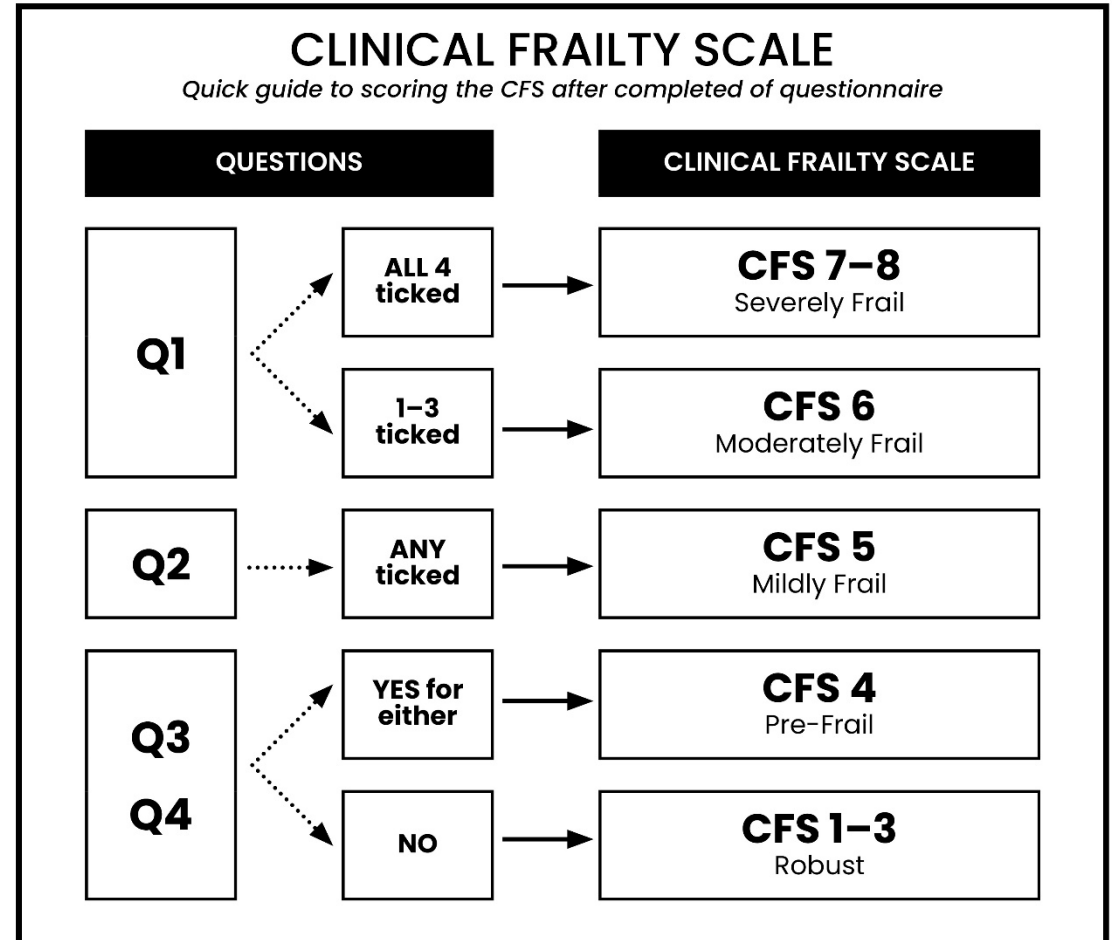 CLINICAL FRAILTY SCALE
Quick guide to scoring the CFS after completed of questionnaire
QUESTIONS
CLINICAL FRAILTY SCALE
Q1
ALL 4
ticked
CFS 7–8
Severely Frail
1–3
ticked
CFS 6
Moderately Frail
Q2
ANY
ticked
CFS 5
Mildly Frail
Q3
Q4
YES for
either
CFS 4
Pre-Frail
NO
CFS 1–3
Robust